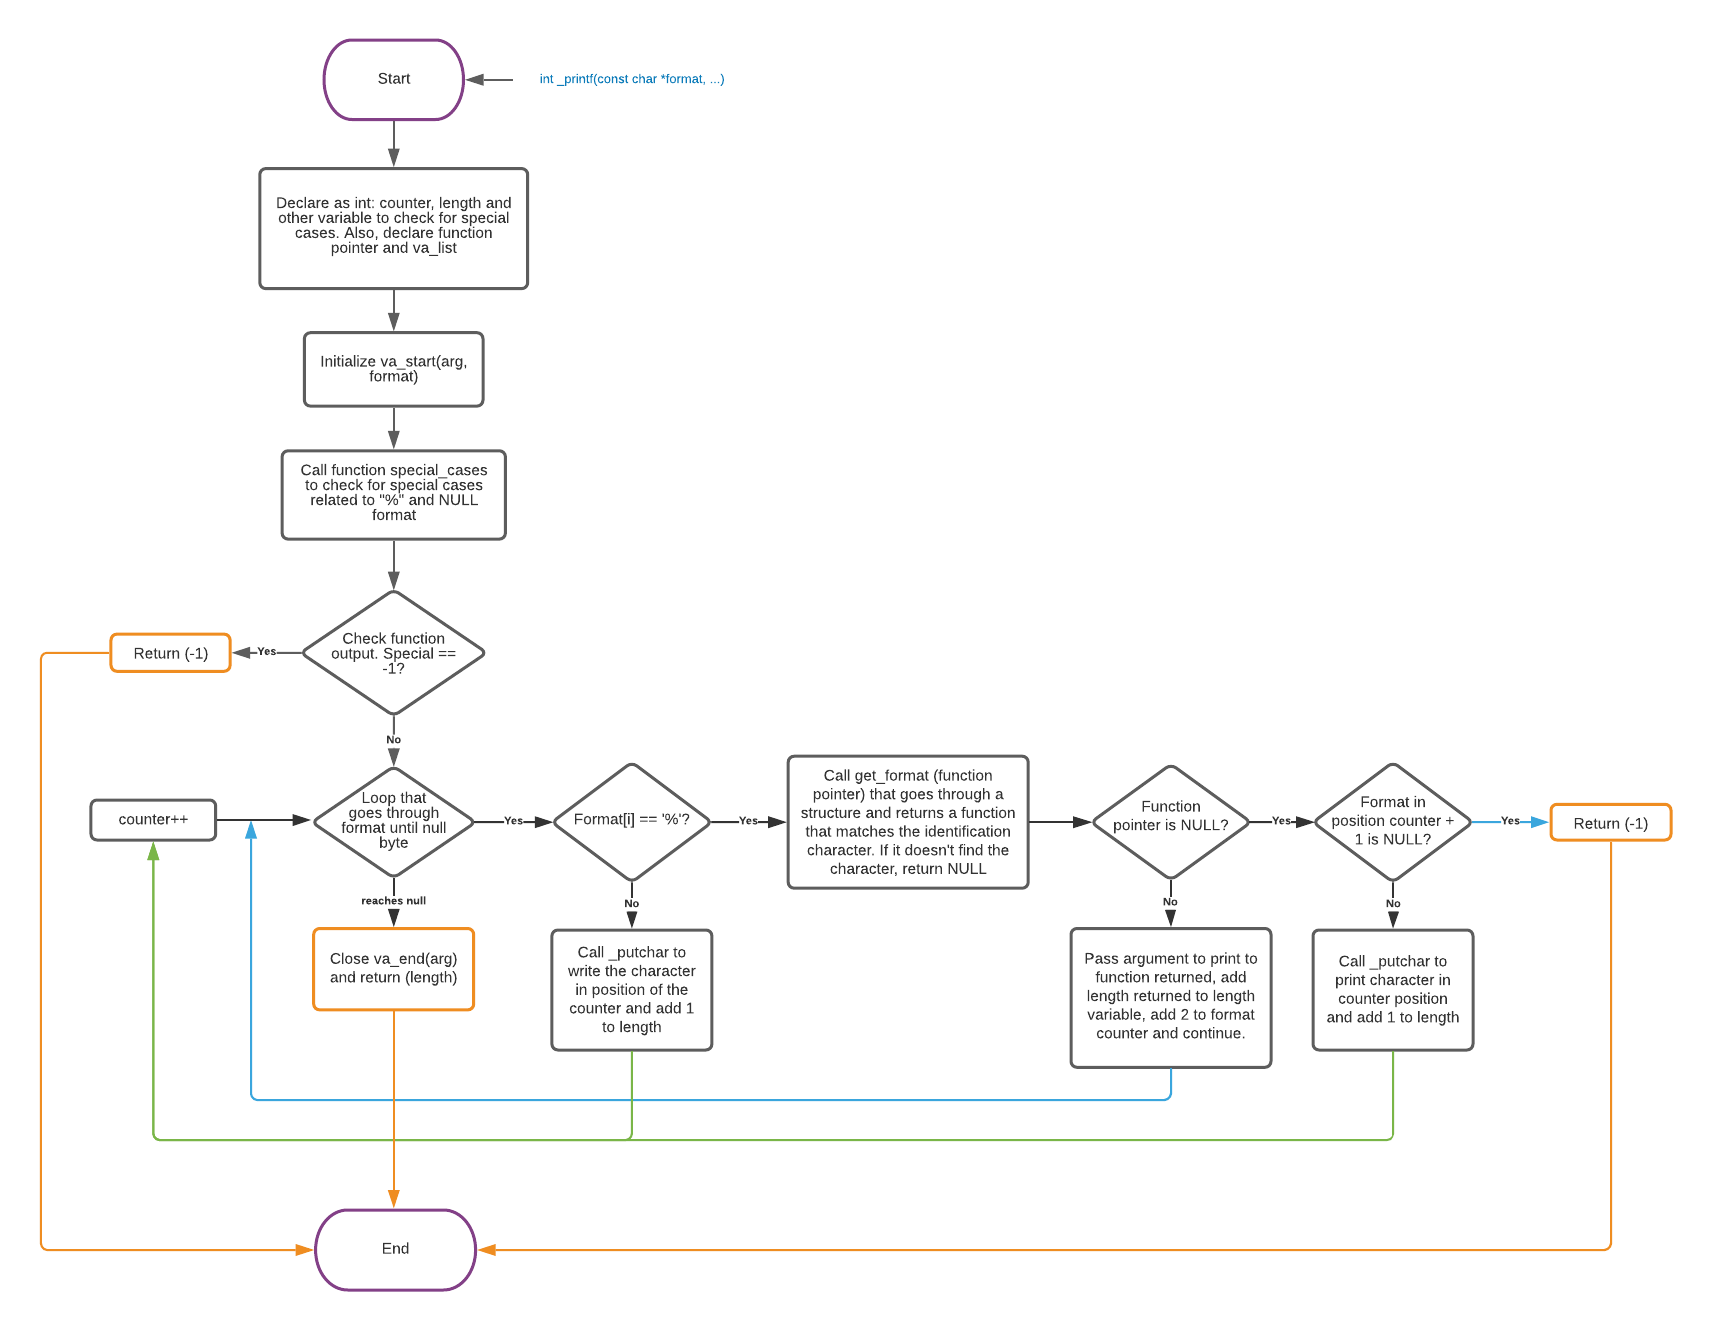 Start
int _printf(const char *format, ...)
Declare as int: counter, length and
other variable to check for special
cases. Also, declare function
pointer and va_list
Initialize va_start(arg,
format)
Call function special_cases
to check for special cases
related to "%" and NULL
format
Check function
output. Special ==
-1?
Yes
Return (-1)
No
counter++
Loop that
goes through
format until null
byte
Yes
Format[i] == '%'?
Yes
Call get_format (function
pointer) that goes through a
structure and returns a function
that matches the identification
character. If it doesn't find the
character, return NULL
Function
pointer is NULL?
Yes
Format in
position counter +
1 is NULL?
Yes
Return (-1)
reaches null
No
No
No
Close va_end(arg)
and return (length)
Call _putchar to
write the character
in position of the
counter and add 1
to length
Pass argument to print to
function returned, add
length returned to length
variable, add 2 to format
counter and continue.
Call _putchar to
print character in
counter position
and add 1 to length
End